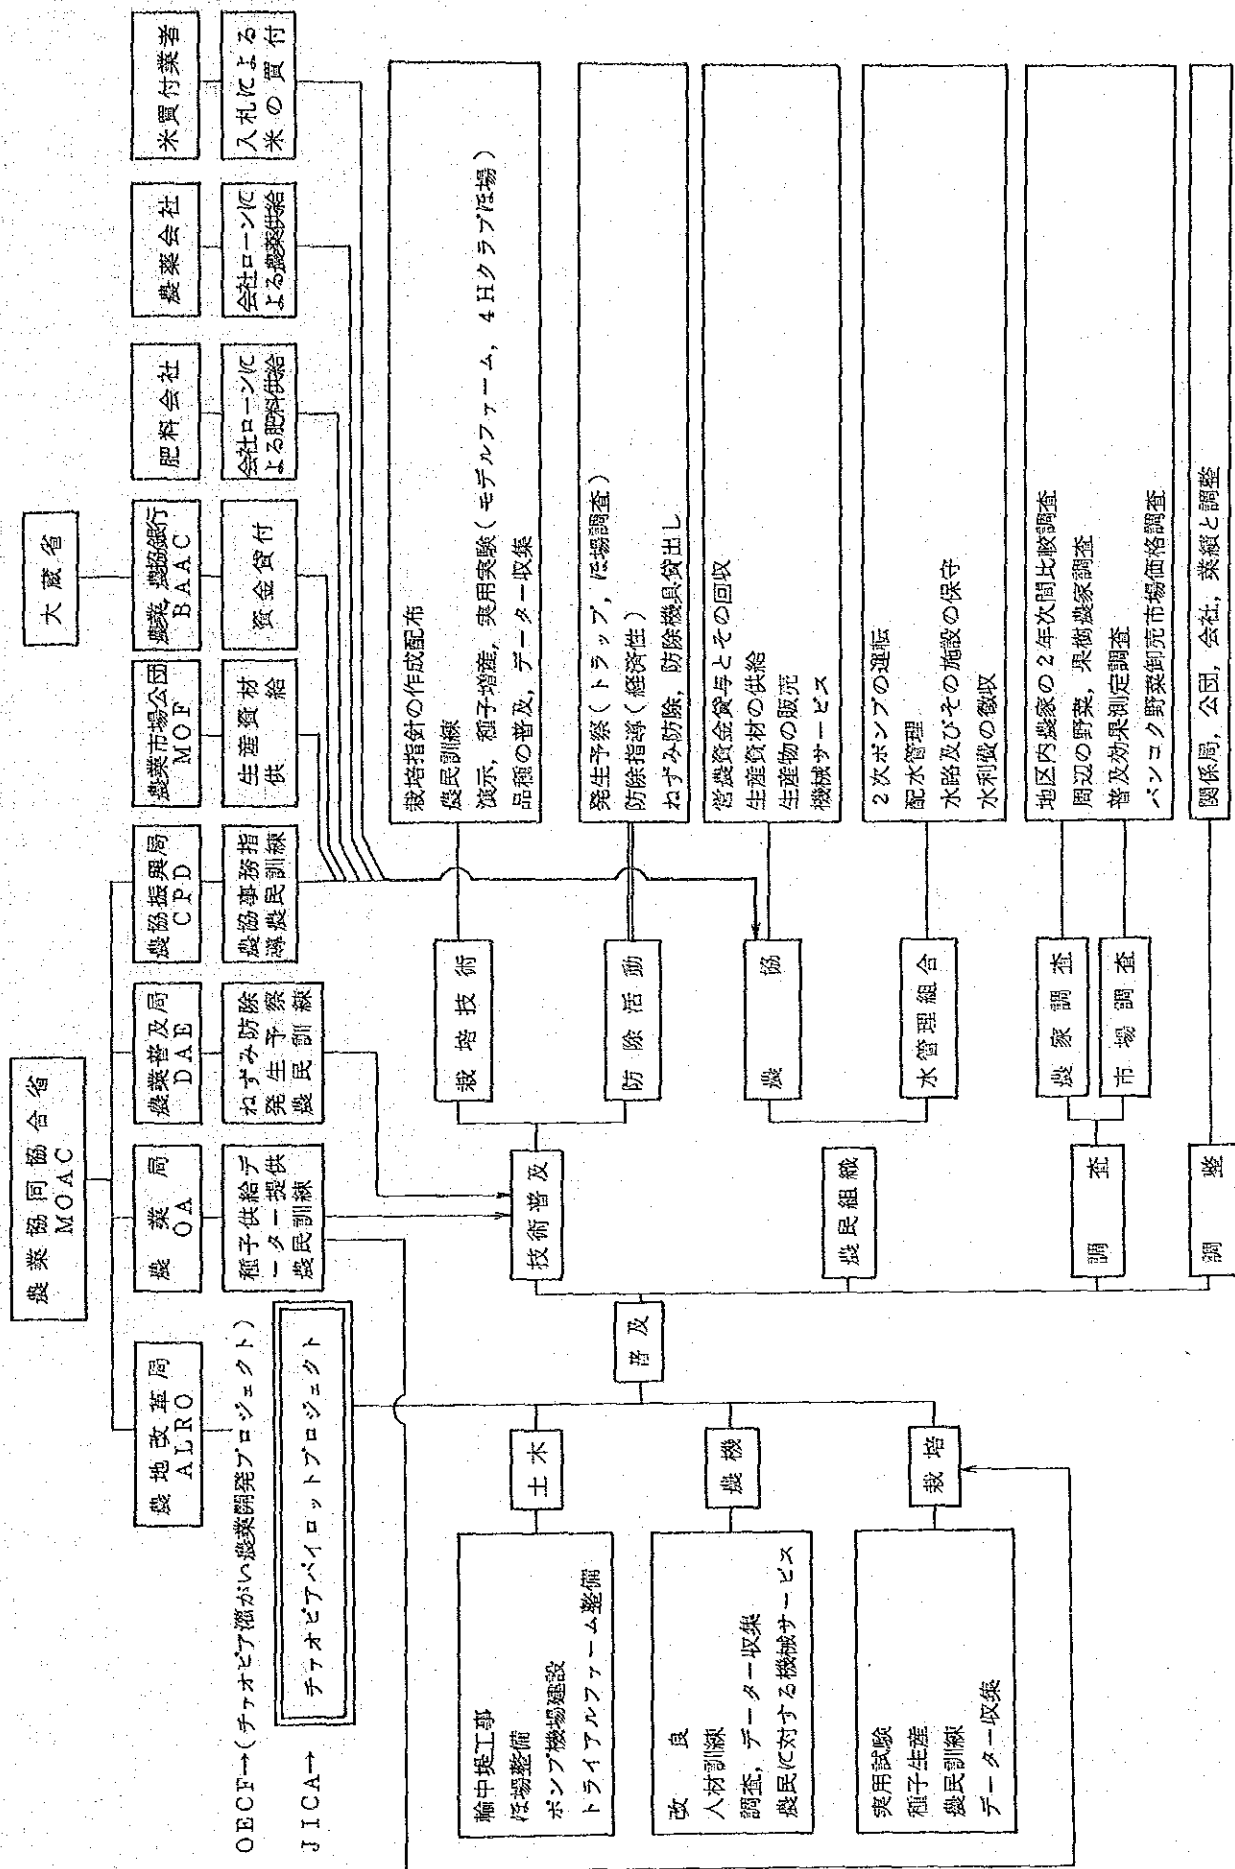 大蔵省
農業協同協合省
MOAC
農地改革局
ALRO
農業局
OA
農業普及局
DAE
農協振興局
CPD
農業市場公団
MOF
農業,農協銀行
BAAC
肥料会社
農薬会社
米買付業者
種子供給デ
ーター提供
農民訓練
ねずみ防除
発生予察
農民訓練
農協事務指
導農民訓練
生産資材
供給
資金貸付
会社ローンに
よる肥料供給
会社ローンに
よる農薬供給
入札による
米の買付
OECF→(チャオピア潅がい農業開発プロジェクト)
JICA→
チャオピアパイロットプロジェクト
土木
輪中堤工事
ほ場整備
ポンプ機場建設
トライアルファーム整備
農機
改良
人材訓練
調査,データー収集
農民に対する機械サービス
栽培
実用試験
種子生産
農民訓練
データー収集
普及
技術普及
栽培技術
栽培指針の作成配布
農民訓練
演示,種子増産,実用実験(モデルファーム,4Hクラブほ場)
品種の普及,データー収集
防除活動
発生予察(トラップ,ほ場調査)
防除指導(経済性)
ねずみ防除,防除機具貸出し
農民組織
農協
営農資金貸与とその回収
生産資材の供給
生産物の販売
機械サービス
水管理組合
2次ポンプの運転
配水管理
水路及びその施設の保守
水利費の徴収
調査
農家調査
市場調査
地区内農家の2年次間比較調査
周辺の野菜,果樹農家調査
普及効果測定調査
バンコク野菜卸売市場価格調査
調整
関係局,公団,会社,業績と調整